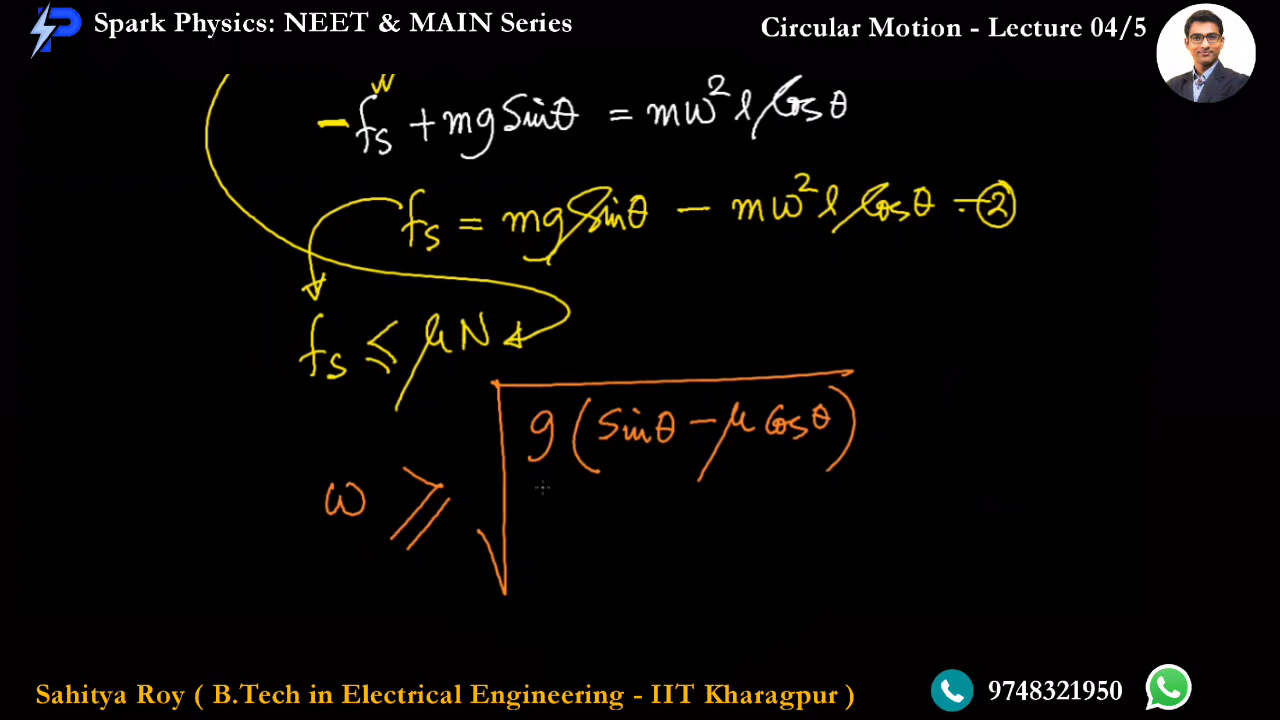 Spark Physics: NEET & MAIN Series
Circular Motion - Lecture 04/5
-fs + mg Sinθ = mω² l Cosθ
fs = mg Sinθ - mω² l Cosθ -②
fs ≤ μN
ω ≥ √ g (Sinθ - μ Cosθ)
Sahitya Roy ( B.Tech in Electrical Engineering - IIT Kharagpur )
9748321950